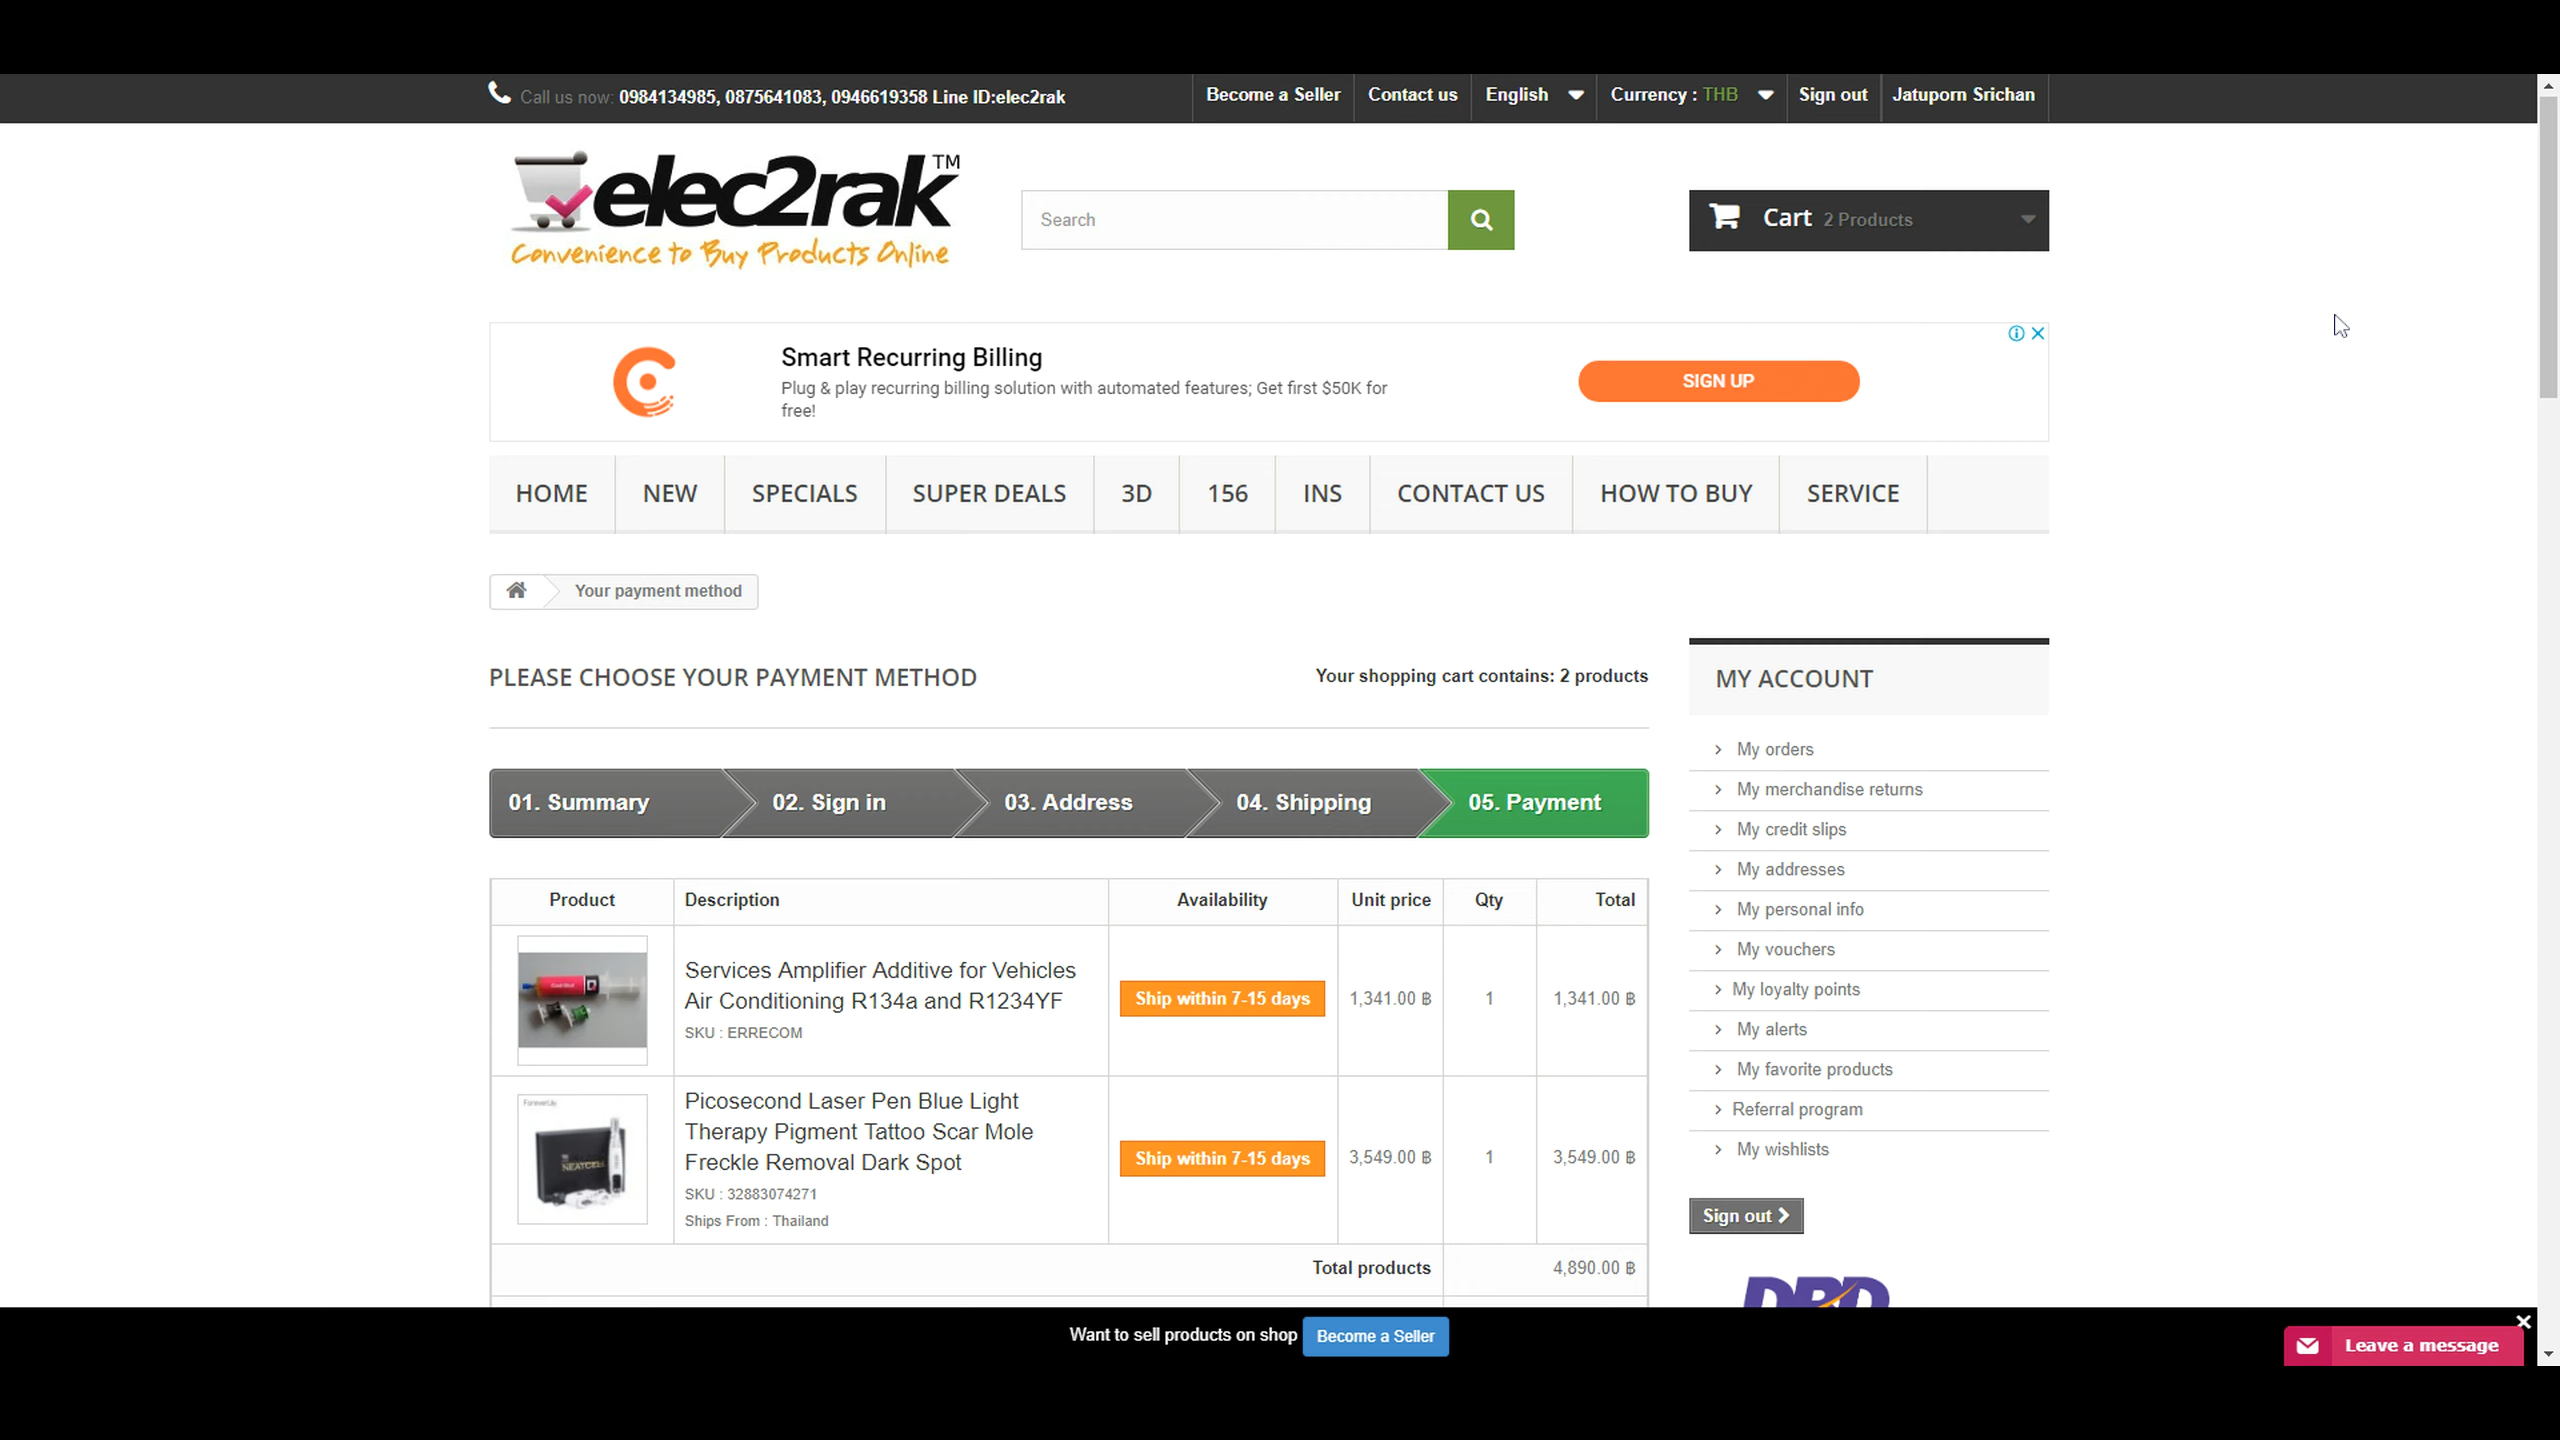 Call us now: 0984134985, 0875641083, 0946619358 Line ID:elec2rak
Become a Seller
Contact us
English
Currency : THB
Sign out
Jatuporn Srichan
elec2rak™
Convenience to Buy Products Online
Search
Cart 2 Products
Smart Recurring Billing
Plug & play recurring billing solution with automated features; Get first $50K for
free!
SIGN UP
HOME
NEW
SPECIALS
SUPER DEALS
3D
156
INS
CONTACT US
HOW TO BUY
SERVICE
Your payment method
PLEASE CHOOSE YOUR PAYMENT METHOD
Your shopping cart contains: 2 products
01. Summary
02. Sign in
03. Address
04. Shipping
05. Payment
Product
Description
Availability
Unit price
Qty
Total
Services Amplifier Additive for Vehicles
Air Conditioning R134a and R1234YF
SKU : ERRECOM
Ship within 7-15 days
1,341.00 ฿
1
1,341.00 ฿
NEATCELL
Picosecond Laser Pen Blue Light
Therapy Pigment Tattoo Scar Mole
Freckle Removal Dark Spot
SKU : 32883074271
Ships From : Thailand
Ship within 7-15 days
3,549.00 ฿
1
3,549.00 ฿
Total products
4,890.00 ฿
MY ACCOUNT
My orders
My merchandise returns
My credit slips
My addresses
My personal info
My vouchers
My loyalty points
My alerts
My favorite products
Referral program
My wishlists
Sign out
DBD
Want to sell products on shop
Become a Seller
Leave a message